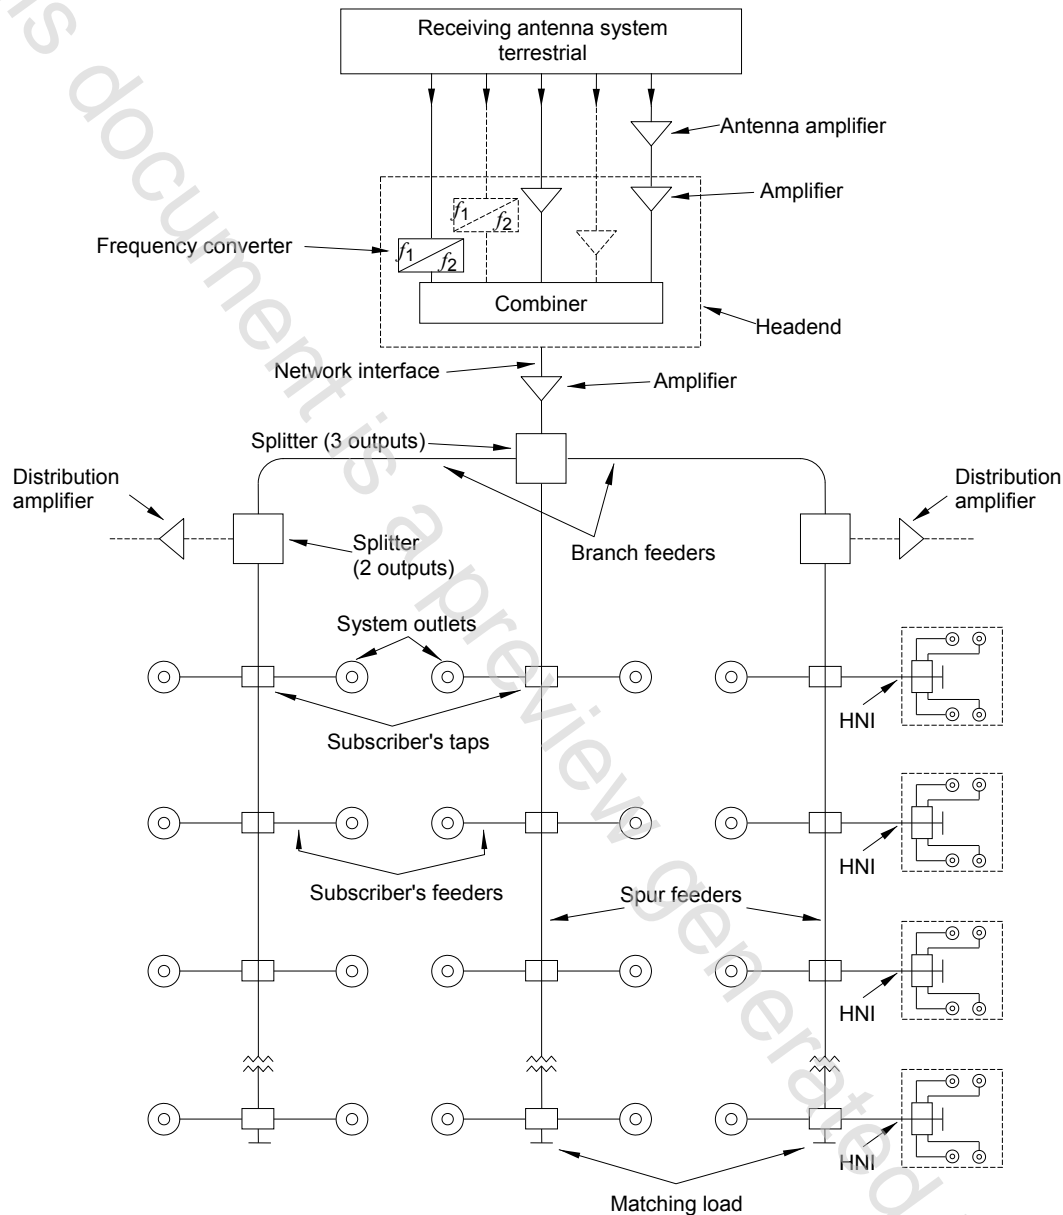 Receiving antenna system
terrestrial
Antenna amplifier
Amplifier
f1
f2
Frequency converter
f1
f2
Combiner
Headend
Network interface
Amplifier
Splitter (3 outputs)
Distribution
amplifier
Distribution
amplifier
Splitter
(2 outputs)
Branch feeders
System outlets
HNI
Subscriber's taps
HNI
Subscriber's feeders
Spur feeders
HNI
HNI
Matching load
is document is a preview generated